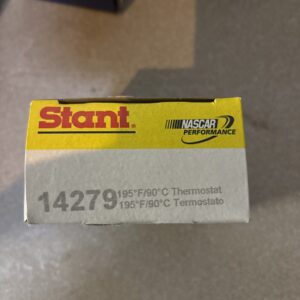 Stant®
NASCAR
PERFORMANCE
14279 195°F/90°C Thermostat
195°F/90°C Termostato